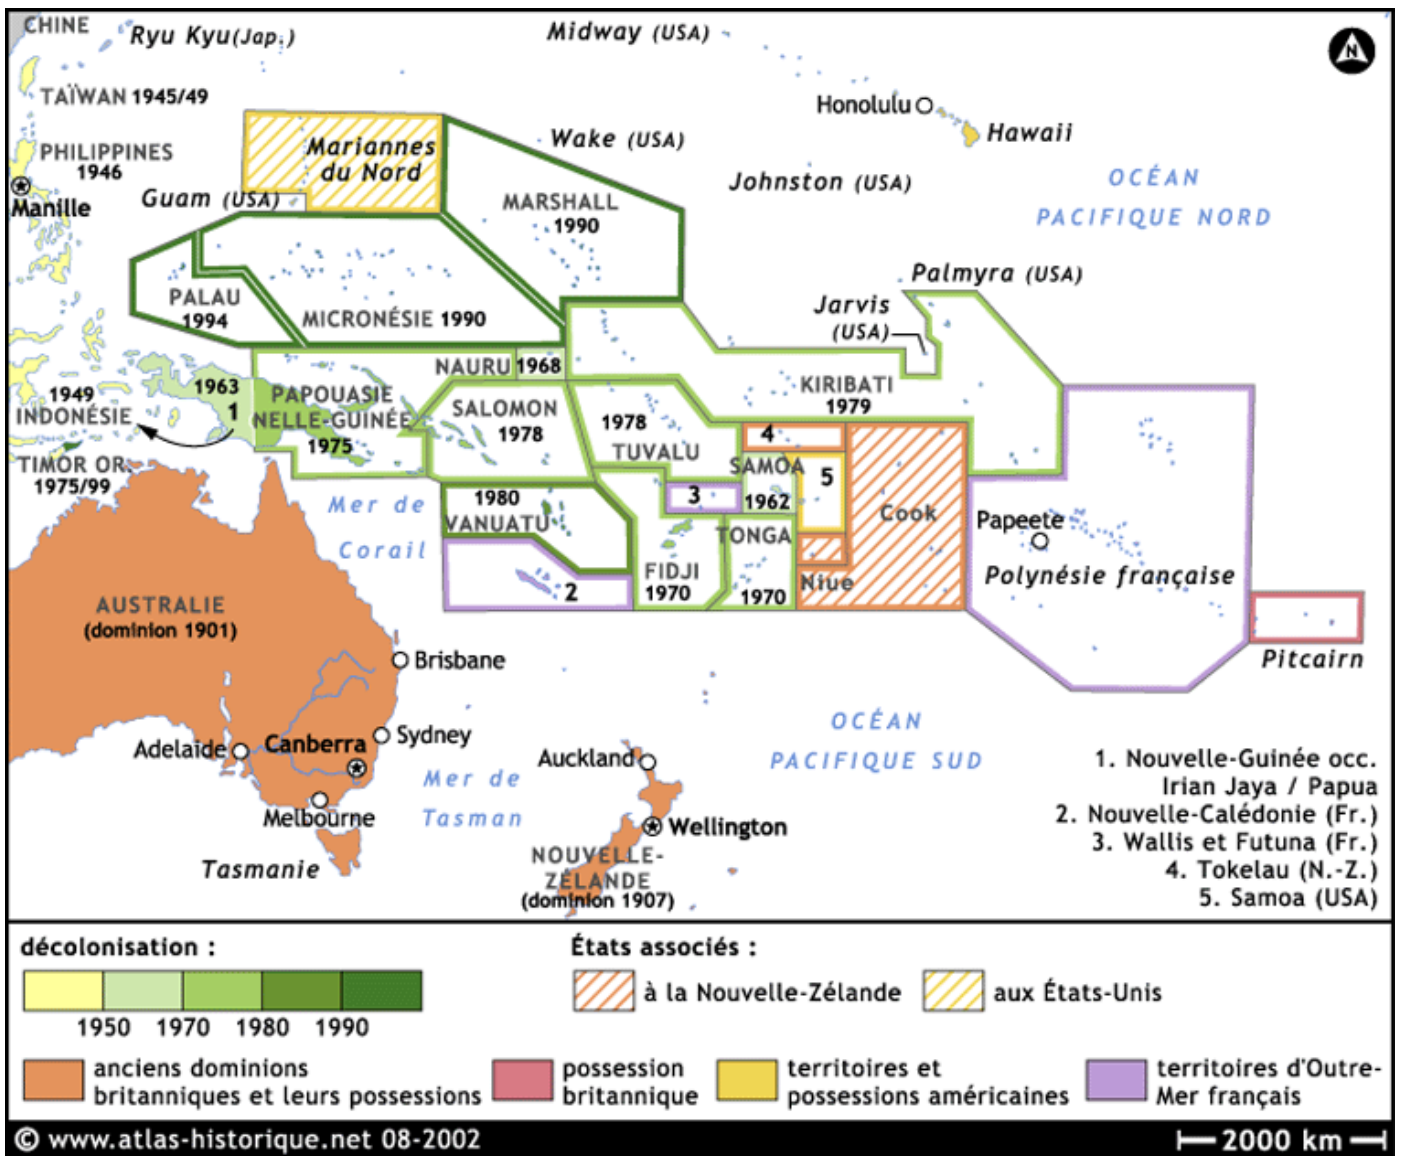 CHINE
Ryu Kyu(Jap.)
Midway (USA)
N
TAÏWAN 1945/49
Honolulu
Hawaii
PHILIPPINES
1946
Manille
Mariannes
du Nord
Wake (USA)
Guam (USA)
Johnston (USA)
OCÉAN
PACIFIQUE NORD
MARSHALL
1990
Palmyra (USA)
PALAU
1994
MICRONÉSIE 1990
Jarvis
(USA)
NAURU 1968
1949
INDONÉSIE
1963
1
PAPOUASIE
NELLE-GUINÉE
1975
SALOMON
1978
1978
TUVALU
KIRIBATI
1979
4
TIMOR OR.
1975/99
SAMOA
1962
5
3
Cook
Mer de
Corail
1980
VANUATU
TONGA
1970
Papeete
Polynésie française
FIDJI
1970
2
Niue
AUSTRALIE
(dominion 1901)
Pitcairn
Brisbane
Sydney
Adelaïde
Canberra
Melbourne
Mer de
Tasman
Tasmanie
OCÉAN
PACIFIQUE SUD
Auckland
Wellington
NOUVELLE-
ZÉLANDE
(dominion 1907)
1. Nouvelle-Guinée occ.
Irian Jaya / Papua
2. Nouvelle-Calédonie (Fr.)
3. Wallis et Futuna (Fr.)
4. Tokelau (N.-Z.)
5. Samoa (USA)
décolonisation :
1950 1970 1980 1990
États associés :
à la Nouvelle-Zélande
aux États-Unis
anciens dominions
britanniques et leurs possessions
possession
britannique
territoires et
possessions américaines
territoires d'Outre-
Mer français
© www.atlas-historique.net 08-2002
2000 km